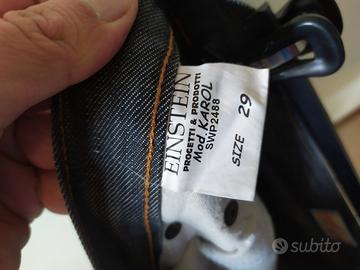 EINSTEIN
PROGETTI & PRODOTTI
Mod KAROL
SWP2488
SIZE 29
subito